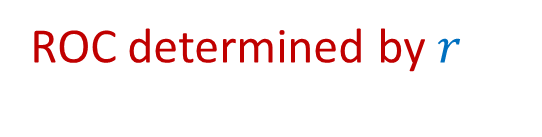 ROC determined by 𝑟